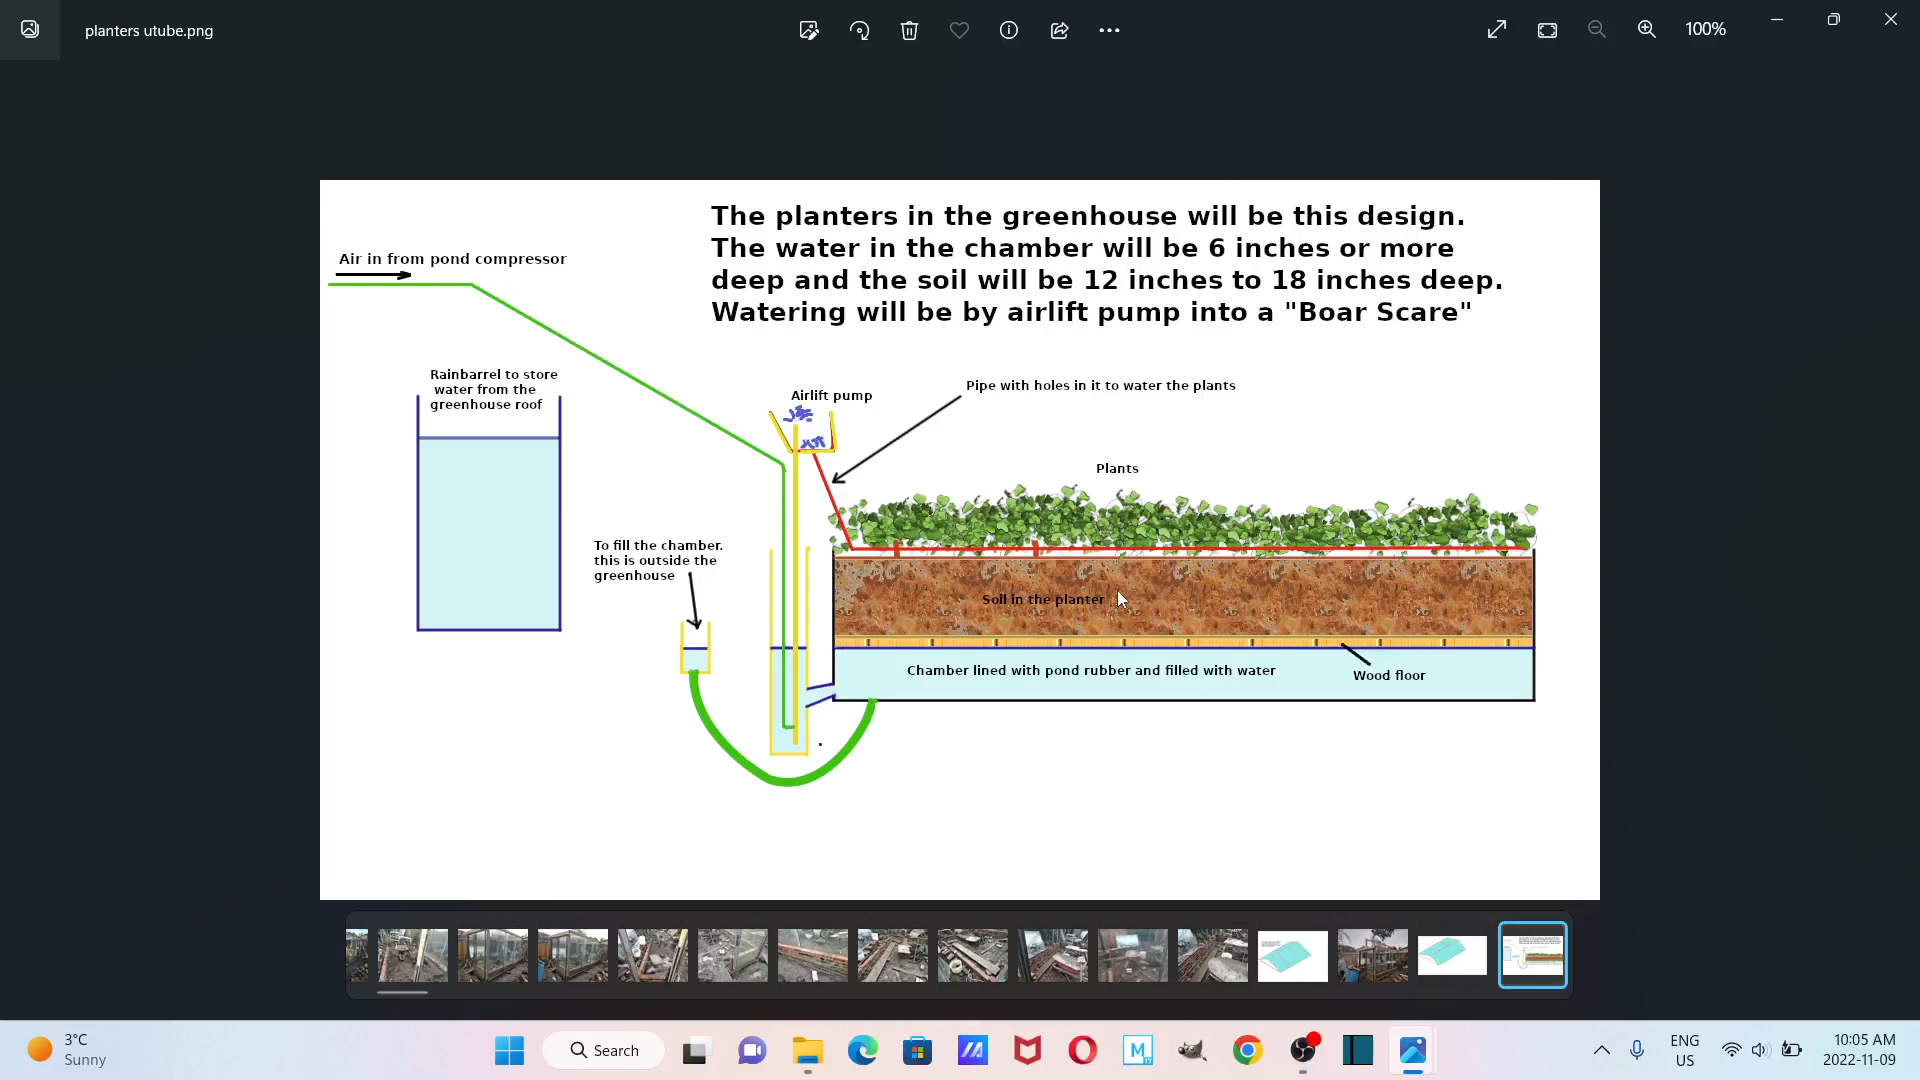 planters utube.png
100%
The planters in the greenhouse will be this design.
The water in the chamber will be 6 inches or more
deep and the soil will be 12 inches to 18 inches deep.
Watering will be by airlift pump into a "Boar Scare"
Air in from pond compressor
Rainbarrel to store
water from the
greenhouse roof
Airlift pump
Pipe with holes in it to water the plants
Plants
To fill the chamber.
this is outside the
greenhouse
Soil in the planter
Chamber lined with pond rubber and filled with water
Wood floor
3°C
Sunny
Search
ENG
US
10:05 AM
2022-11-09